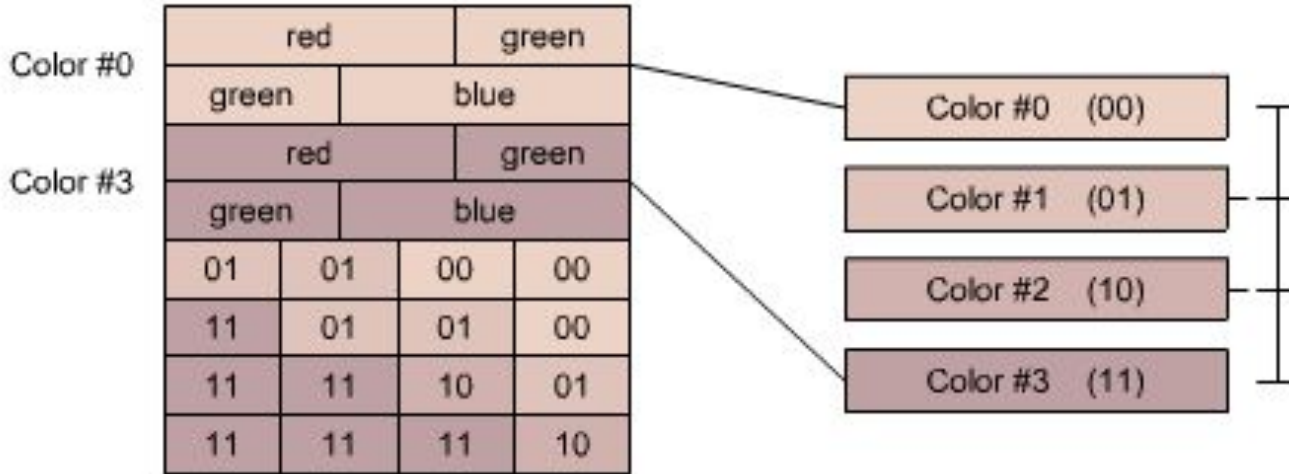 red green
Color #0
green blue
red green
Color #3
green blue
01 01 00 00
11 01 01 00
11 11 10 01
11 11 11 10
Color #0 (00)
Color #1 (01)
Color #2 (10)
Color #3 (11)